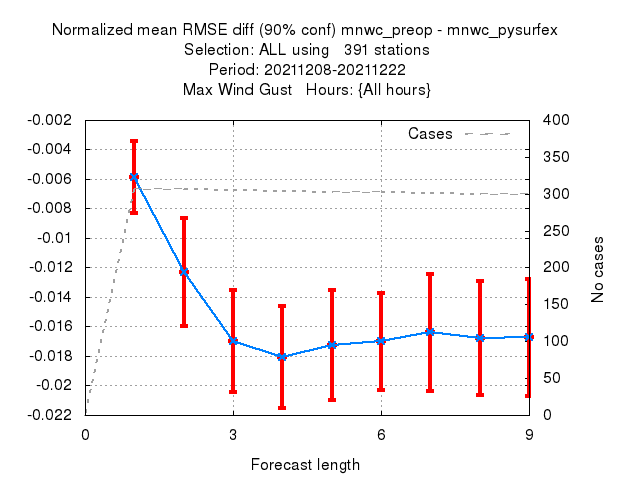 Normalized mean RMSE diff (90% conf) mnwc_preop - mnwc_pysurfex
Selection: ALL using   391 stations
Period: 20211208-20211222
Max Wind Gust   Hours: {All hours}
Cases
-0.002
-0.004
-0.006
-0.008
-0.01
-0.012
-0.014
-0.016
-0.018
-0.02
-0.022
400
350
300
250
200
150
100
50
0
No cases
0 3 6 9
Forecast length